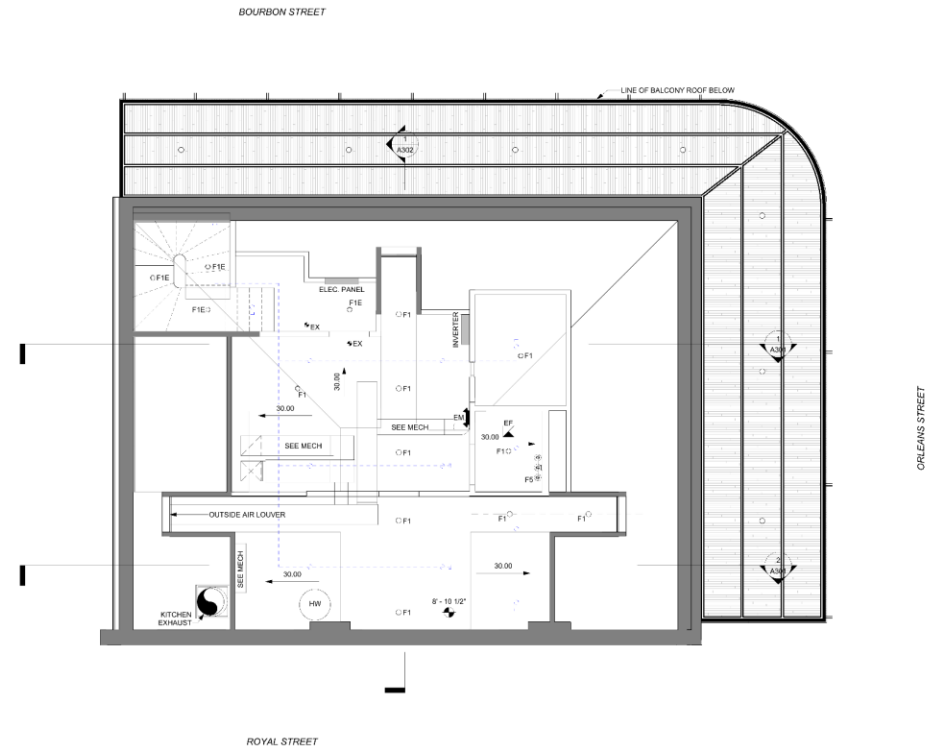 BOURBON STREET
LINE OF BALCONY ROOF BELOW
1
A302
F1E
F1E
F1E
ELEC. PANEL
F1E
EX
EX
F1
INVERTER
F1
1
ORLEANS STREET
30.00
F1
F1
30.00
EM
SEE MECH
EF
30.00
SEE MECH
F1
F1
F5
OUTSIDE AIR LOUVER
F1
F1
F1
SEE MECH
30.00
30.00
2
HW
8' - 10 1/2"
KITCHEN
EXHAUST
F1
ROYAL STREET